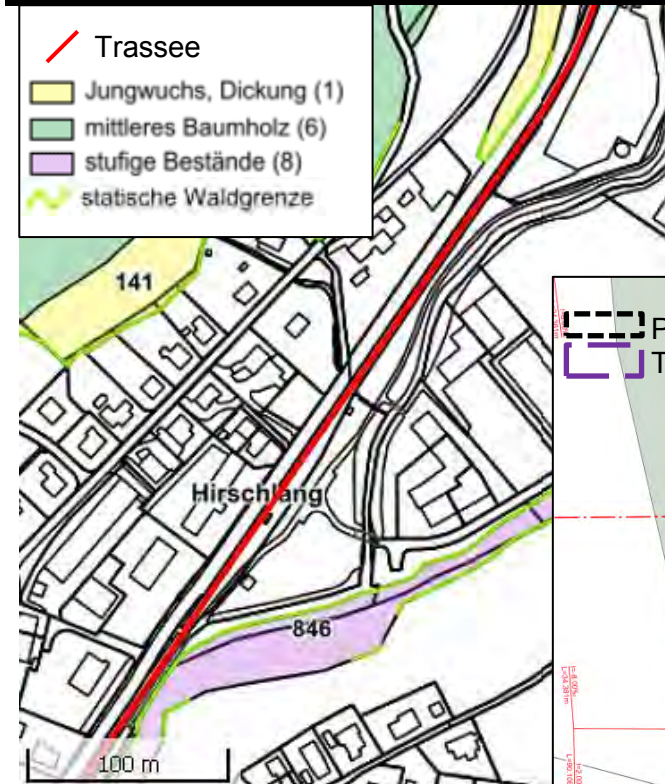 Trassee
Jungwuchs, Dickung (1)
mittleres Baumholz (6)
stufige Bestände (8)
statische Waldgrenze
141
P
T
Hirschlang
846
100 m